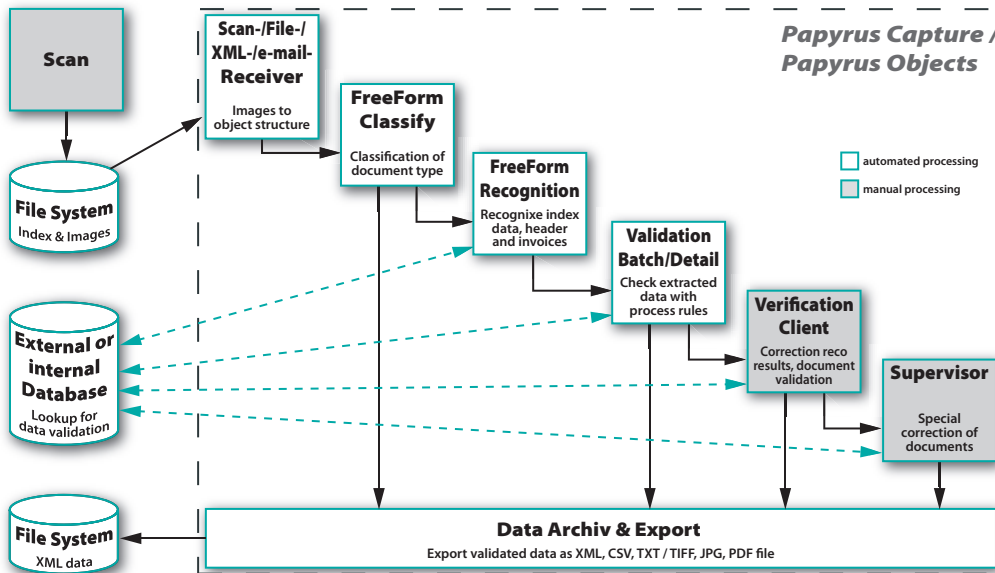 Scan
File System
Index & Images
External or
internal
Database
Lookup for
data validation
File System
XML data
Scan-/File-/
XML-/e-mail-
Receiver
Images to
object structure
FreeForm
Classify
Classification of
document type
FreeForm
Recognition
Recognixe index
data, header
and invoices
Validation
Batch/Detail
Check extracted
data with
process rules
Verification
Client
Correction reco
results, document
validation
Supervisor
Special
correction of
documents
Papyrus Capture /
Papyrus Objects
automated processing
manual processing
Data Archiv & Export
Export validated data as XML, CSV, TXT / TIFF, JPG, PDF file